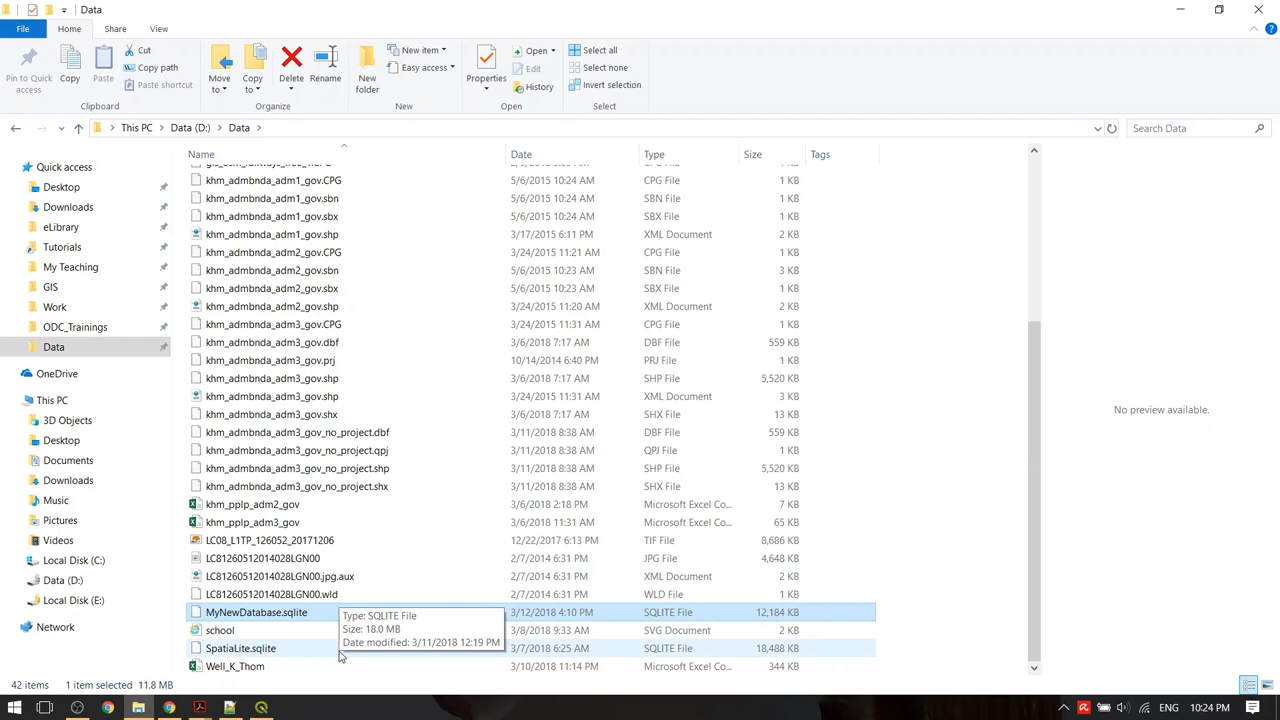 Data
File Home Share View
Pin to Quick access
Copy
Paste
Cut
Copy path
Paste shortcut
Clipboard
Move to
Copy to
Delete
Rename
Organize
New folder
New item
Easy access
New
Properties
Open
Edit
History
Open
Select all
Select none
Invert selection
Select
This PC > Data (D:) > Data >
Search Data
Quick access
Desktop
Downloads
eLibrary
Tutorials
My Teaching
GIS
Work
ODC_Trainings
Data
OneDrive
This PC
3D Objects
Desktop
Documents
Downloads
Music
Pictures
Videos
Local Disk (C:)
Data (D:)
Local Disk (E:)
Network
Name Date Type Size Tags
khm_admbnda_adm1_gov.CPG 5/6/2015 10:24 AM CPG File 1 KB
khm_admbnda_adm1_gov.sbn 5/6/2015 10:24 AM SBN File 1 KB
khm_admbnda_adm1_gov.sbx 5/6/2015 10:24 AM SBX File 1 KB
khm_admbnda_adm1_gov.shp 3/17/2015 6:11 PM XML Document 2 KB
khm_admbnda_adm2_gov.CPG 3/24/2015 11:21 AM CPG File 1 KB
khm_admbnda_adm2_gov.sbn 5/6/2015 10:23 AM SBN File 3 KB
khm_admbnda_adm2_gov.sbx 5/6/2015 10:23 AM SBX File 1 KB
khm_admbnda_adm2_gov.shp 3/24/2015 11:20 AM XML Document 2 KB
khm_admbnda_adm3_gov.CPG 3/24/2015 11:31 AM CPG File 1 KB
khm_admbnda_adm3_gov.dbf 3/6/2018 7:17 AM DBF File 559 KB
khm_admbnda_adm3_gov.prj 10/14/2014 6:40 PM PRJ File 1 KB
khm_admbnda_adm3_gov.shp 3/6/2018 7:17 AM SHP File 5,520 KB
khm_admbnda_adm3_gov.shp 3/24/2015 11:31 AM XML Document 3 KB
khm_admbnda_adm3_gov.shx 3/6/2018 7:17 AM SHX File 13 KB
khm_admbnda_adm3_gov_no_project.dbf 3/11/2018 8:38 AM DBF File 559 KB
khm_admbnda_adm3_gov_no_project.qpj 3/11/2018 8:38 AM QPJ File 1 KB
khm_admbnda_adm3_gov_no_project.shp 3/11/2018 8:38 AM SHP File 5,520 KB
khm_admbnda_adm3_gov_no_project.shx 3/11/2018 8:38 AM SHX File 13 KB
khm_pplp_adm2_gov 3/6/2018 2:18 PM Microsoft Excel Co... 7 KB
khm_pplp_adm3_gov 3/6/2018 11:31 AM Microsoft Excel Co... 65 KB
LC08_L1TP_126052_20171206 12/22/2017 6:13 PM TIF File 8,686 KB
LC81260512014028LGN00 2/7/2014 6:31 PM JPG File 4,648 KB
LC81260512014028LGN00.jpg.aux 2/7/2014 6:31 PM XML Document 2 KB
LC81260512014028LGN00.wld 2/7/2014 6:31 PM WLD File 1 KB
MyNewDatabase.sqlite 3/12/2018 4:10 PM SQLITE File 12,184 KB
school 3/8/2018 9:33 AM SVG Document 2 KB
SpatiaLite.sqlite 3/7/2018 6:25 AM SQLITE File 18,488 KB
Well_K_Thom 3/10/2018 11:14 PM Microsoft Excel Co... 344 KB
Type: SQLITE File
Size: 18.0 MB
Date modified: 3/11/2018 12:19 PM
No preview available.
42 items 1 item selected 11.8 MB
ENG 10:24 PM